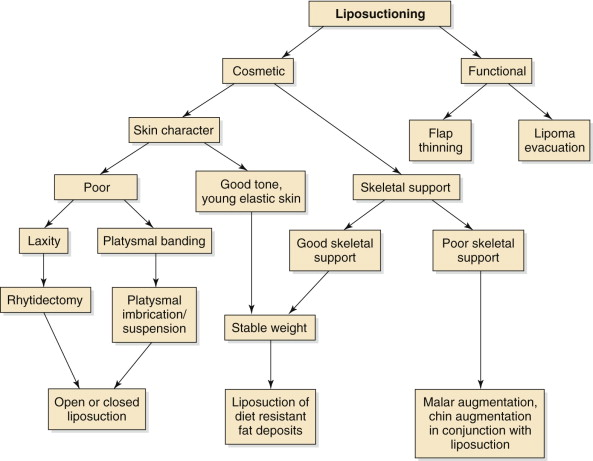 Liposuctioning
Cosmetic
Functional
Skin character
Flap
thinning
Lipoma
evacuation
Poor
Good tone,
young elastic skin
Skeletal support
Laxity
Platysmal banding
Good skeletal
support
Poor skeletal
support
Rhytidectomy
Platysmal
imbrication/
suspension
Stable weight
Open or closed
liposuction
Liposuction of
diet resistant
fat deposits
Malar augmentation,
chin augmentation
in conjunction with
liposuction